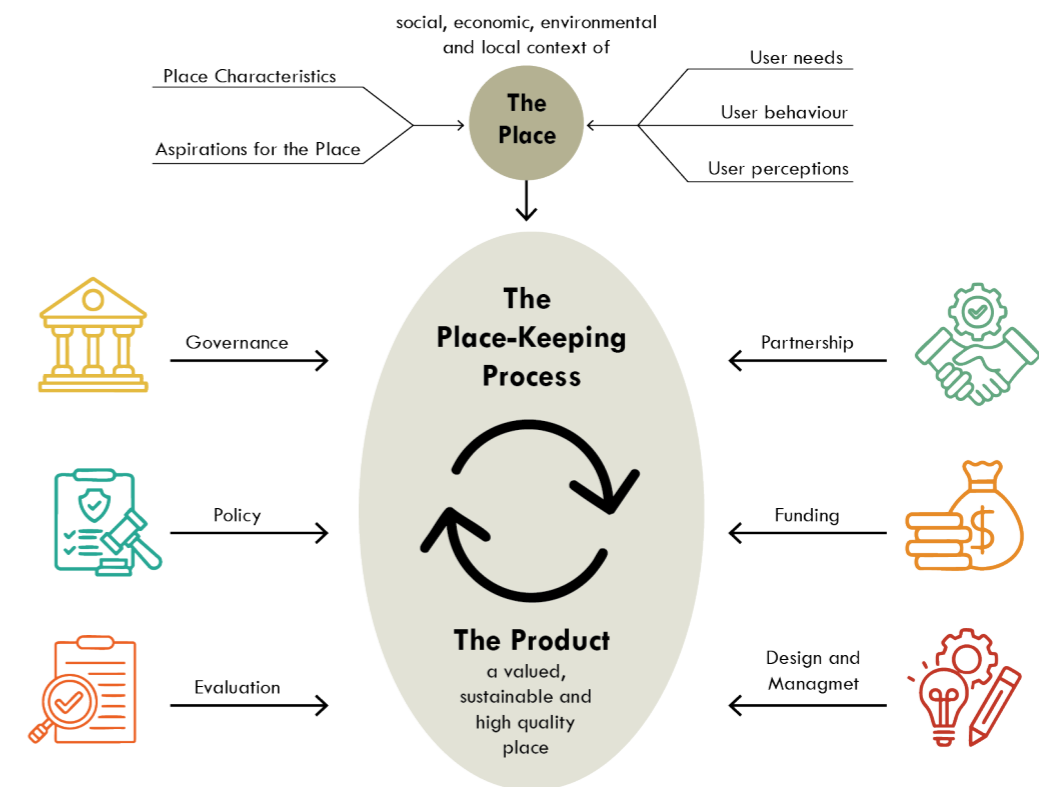 social, economic, environmental
and local context of
Place Characteristics
Aspirations for the Place
The
Place
User needs
User behaviour
User perceptions
The
Place-Keeping
Process
Governance
Partnership
Policy
Funding
Evaluation
Design and
Managmet
$
The Product
a valued,
sustainable and
high quality
place